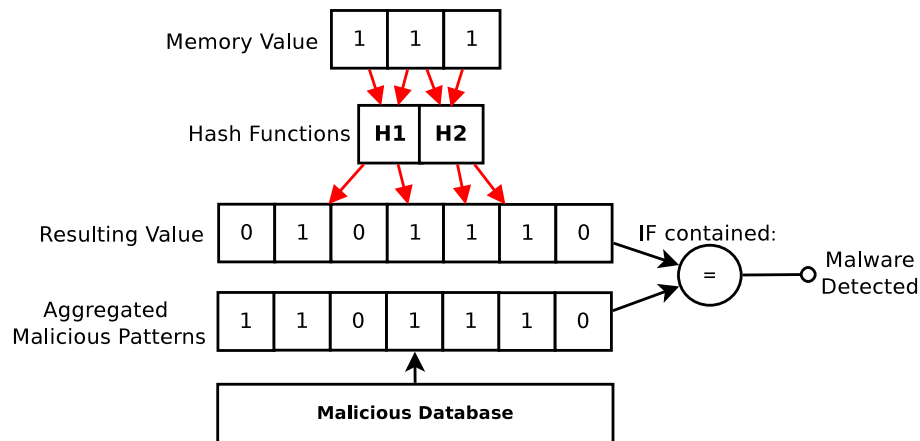 Memory Value 1 1 1
Hash Functions H1 H2
Resulting Value 0 1 0 1 1 1 0
IF contained:
=
Malware
Detected
Aggregated
Malicious Patterns
1 1 0 1 1 1 0
Malicious Database